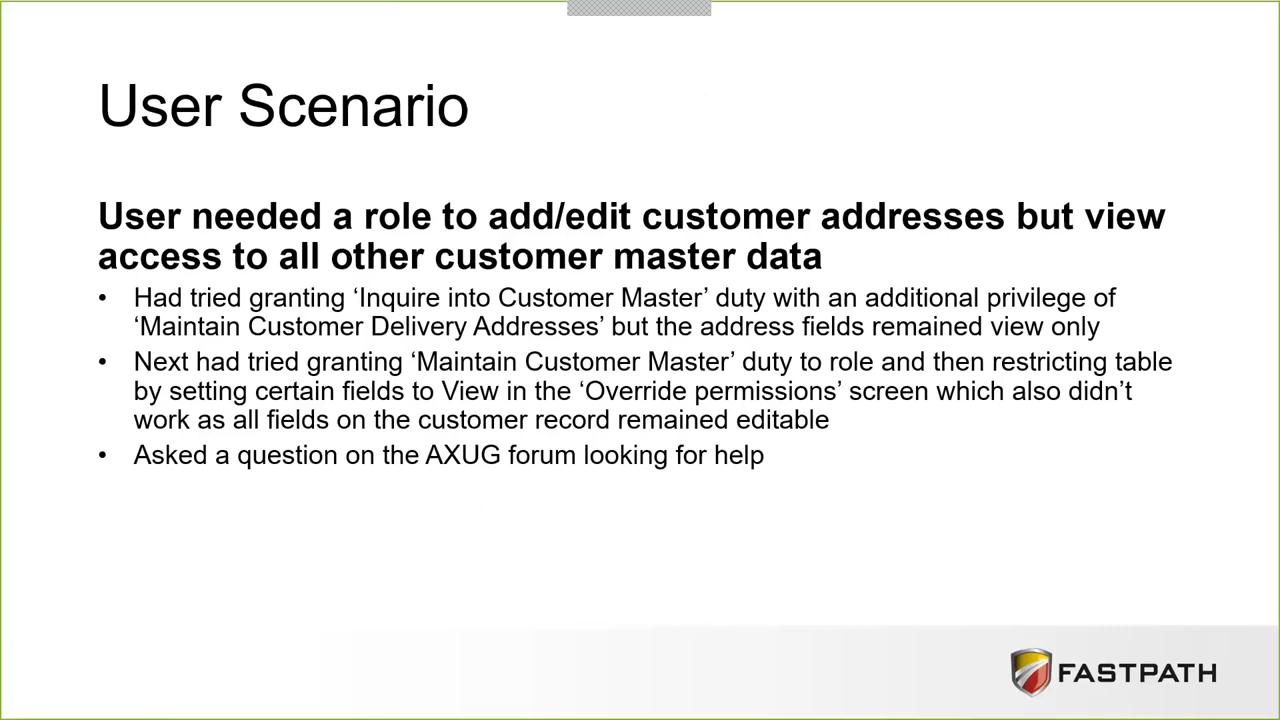 User Scenario
User needed a role to add/edit customer addresses but view
access to all other customer master data
• Had tried granting ‘Inquire into Customer Master’ duty with an additional privilege of
‘Maintain Customer Delivery Addresses’ but the address fields remained view only
• Next had tried granting ‘Maintain Customer Master’ duty to role and then restricting table
by setting certain fields to View in the ‘Override permissions’ screen which also didn’t
work as all fields on the customer record remained editable
• Asked a question on the AXUG forum looking for help
FASTPATH